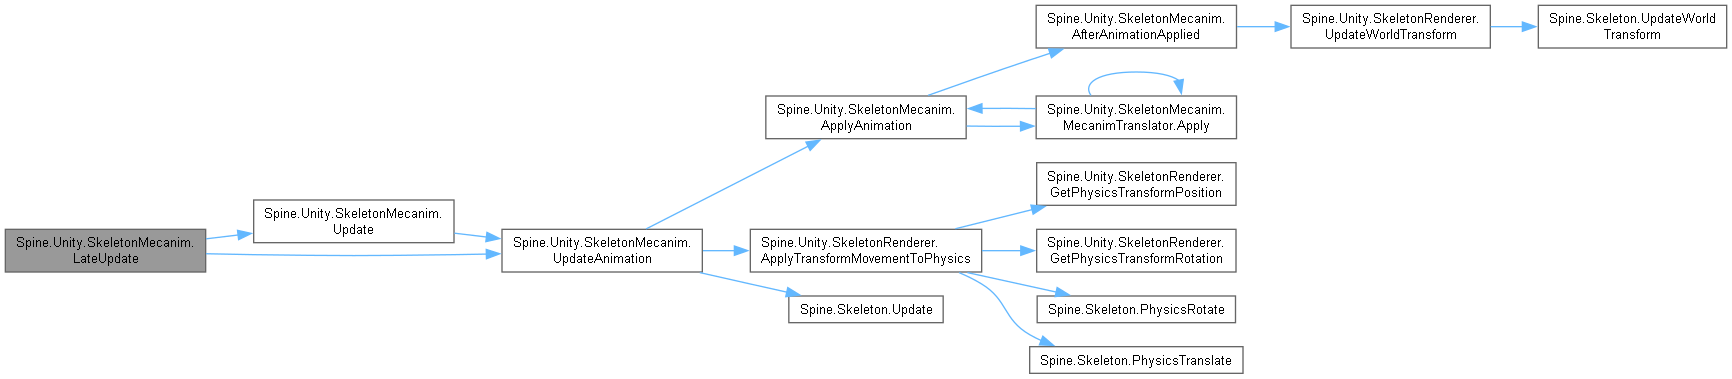 Spine.Unity.SkeletonMecanim.
LateUpdate
Spine.Unity.SkeletonMecanim.
Update
Spine.Unity.SkeletonMecanim.
UpdateAnimation
Spine.Unity.SkeletonMecanim.
ApplyAnimation
Spine.Unity.SkeletonMecanim.
AfterAnimationApplied
Spine.Unity.SkeletonRenderer.
UpdateWorldTransform
Spine.Skeleton.UpdateWorld
Transform
Spine.Unity.SkeletonMecanim.
MecanimTranslator.Apply
Spine.Unity.SkeletonRenderer.
ApplyTransformMovementToPhysics
Spine.Unity.SkeletonRenderer.
GetPhysicsTransformPosition
Spine.Unity.SkeletonRenderer.
GetPhysicsTransformRotation
Spine.Skeleton.PhysicsRotate
Spine.Skeleton.PhysicsTranslate
Spine.Skeleton.Update